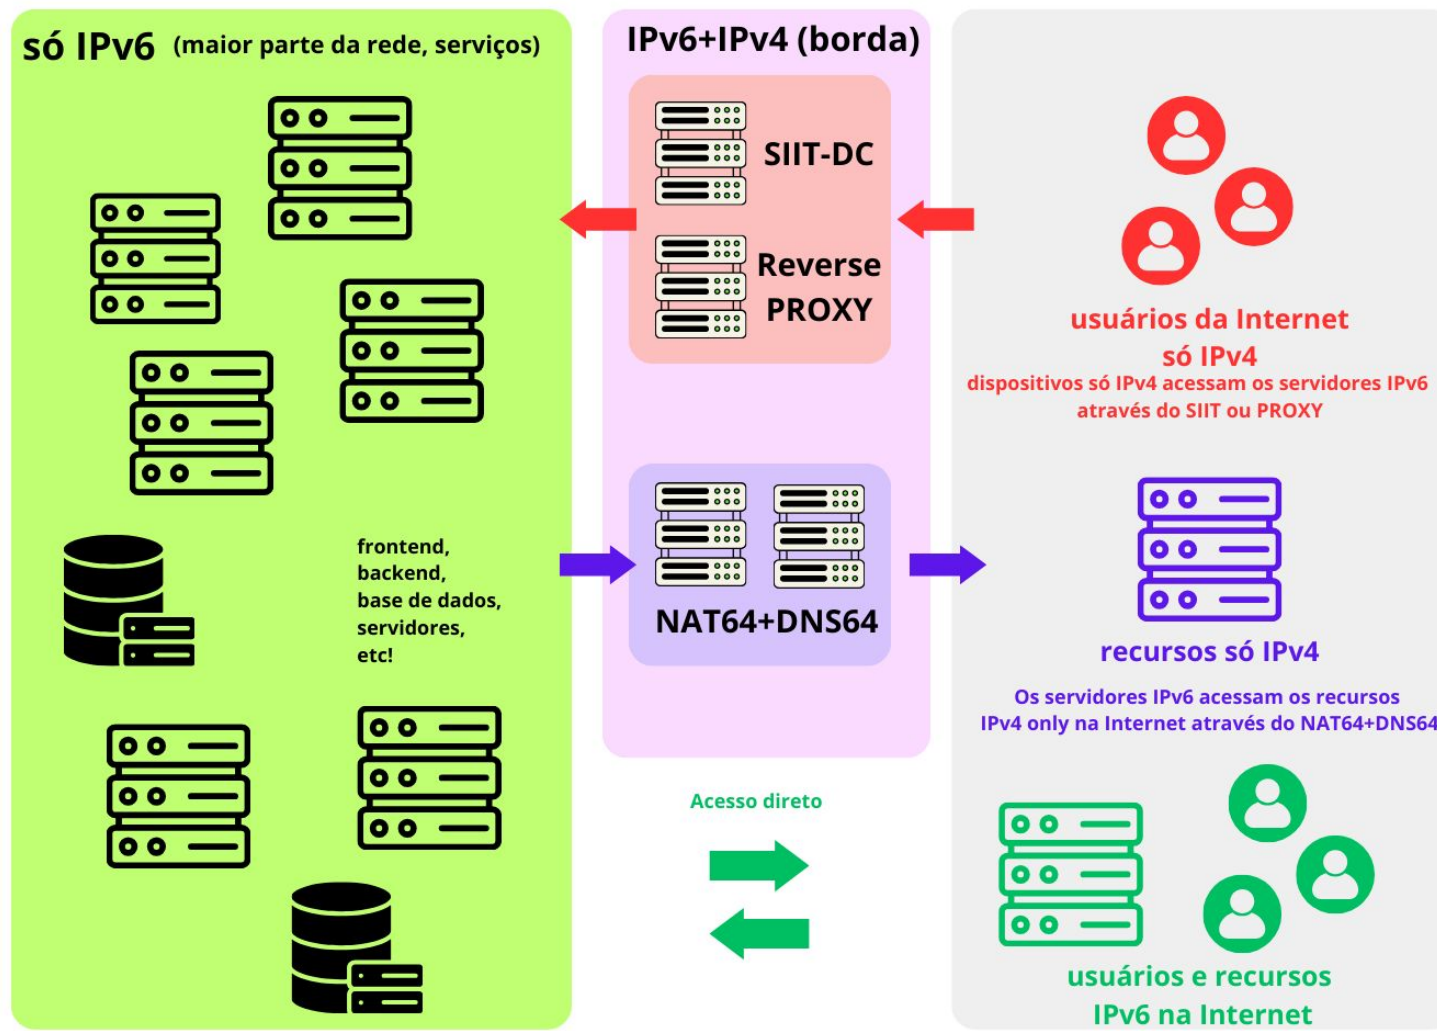 só IPv6 (maior parte da rede, serviços)
frontend,
backend,
base de dados,
servidores,
etc!
IPv6+IPv4 (borda)
SIIT-DC
Reverse
PROXY
NAT64+DNS64
Acesso direto
usuários da Internet
só IPv4
dispositivos só IPv4 acessam os servidores IPv6
através do SIIT ou PROXY
recursos só IPv4
Os servidores IPv6 acessam os recursos
IPv4 only na Internet através do NAT64+DNS64
usuários e recursos
IPv6 na Internet